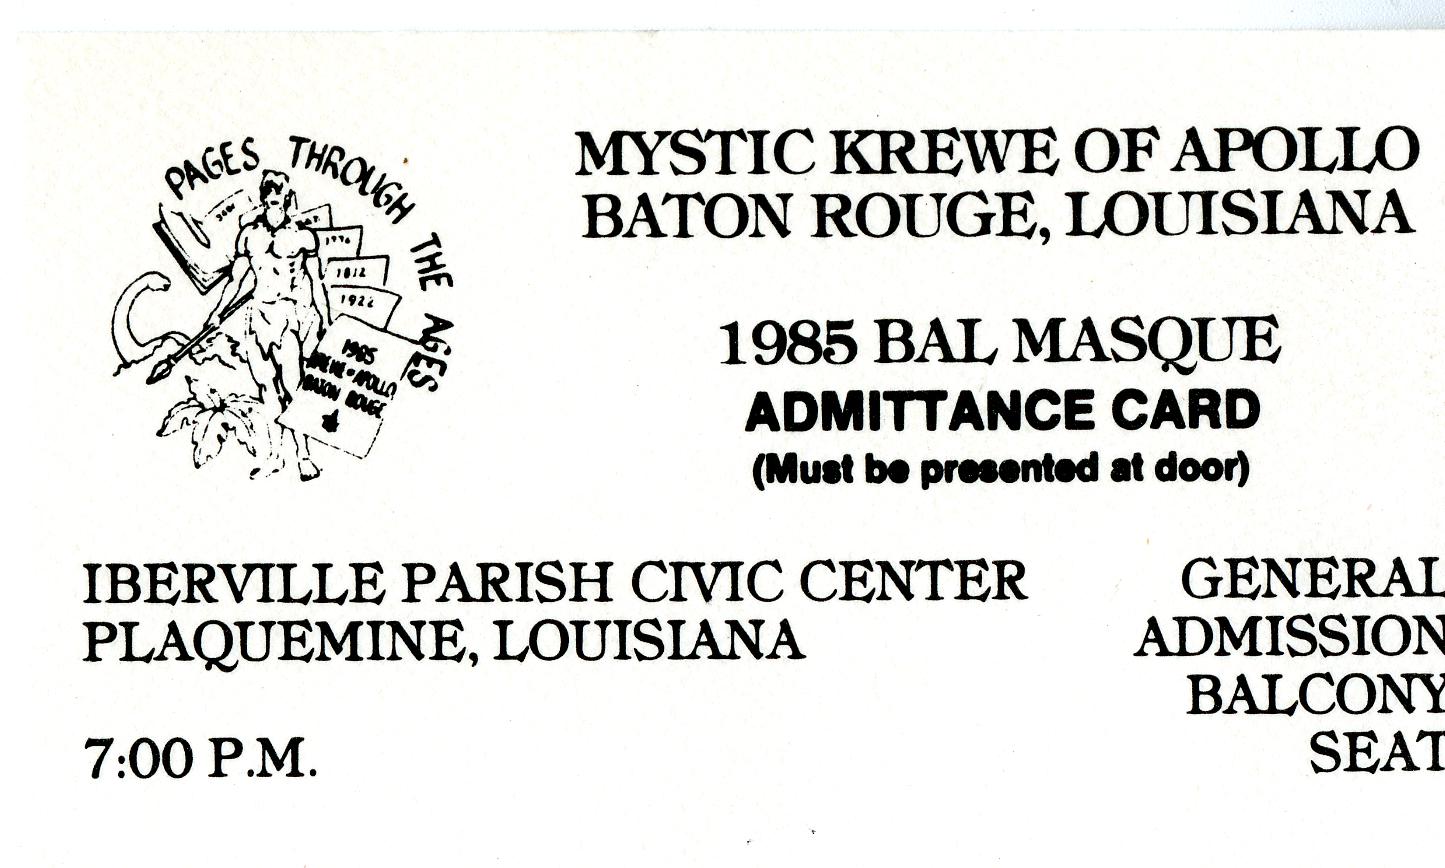 PAGES THROUGH THE AGES
1776
1812
1922
1985
KREWE OF APOLLO
BATON ROUGE
MYSTIC KREWE OF APOLLO
BATON ROUGE, LOUISIANA
1985 BAL MASQUE
ADMITTANCE CARD
(Must be presented at door)
IBERVILLE PARISH CIVIC CENTER
PLAQUEMINE, LOUISIANA
7:00 P.M.
GENERAL
ADMISSION
BALCONY
SEAT